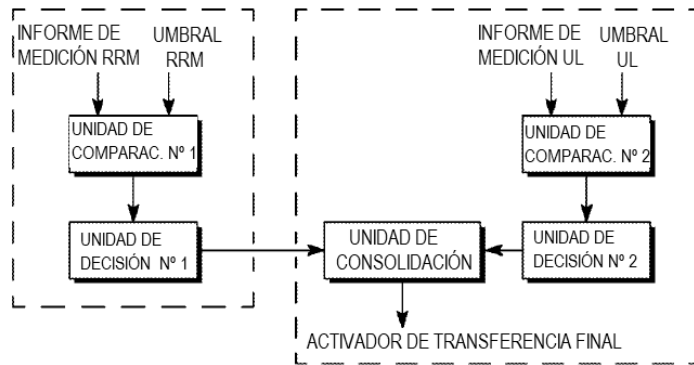 INFORME DE
MEDICIÓN RRM
UMBRAL
RRM
UNIDAD DE
COMPARAC. Nº 1
UNIDAD DE
DECISIÓN Nº 1
INFORME DE
MEDICIÓN UL
UMBRAL
UL
UNIDAD DE
COMPARAC. Nº 2
UNIDAD DE
DECISIÓN Nº 2
UNIDAD DE
CONSOLIDACIÓN
ACTIVADOR DE TRANSFERENCIA FINAL